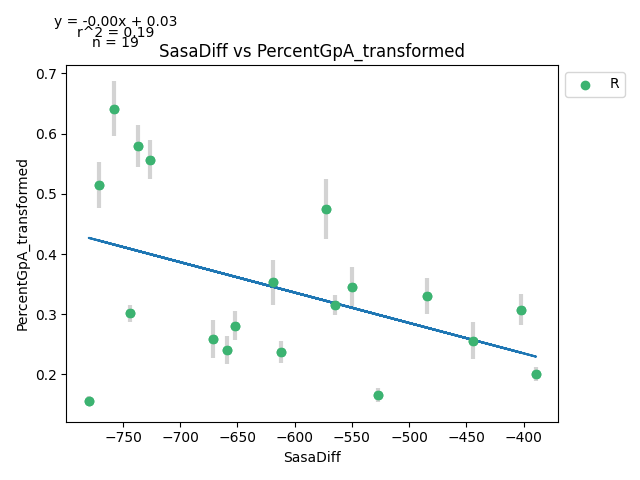 y = -0.00x + 0.03
r^2 = 0.19
n = 19
SasaDiff vs PercentGpA_transformed
R
PercentGpA_transformed
0.7
0.6
0.5
0.4
0.3
0.2
−750
−700
−650
−600
−550
−500
−450
−400
SasaDiff